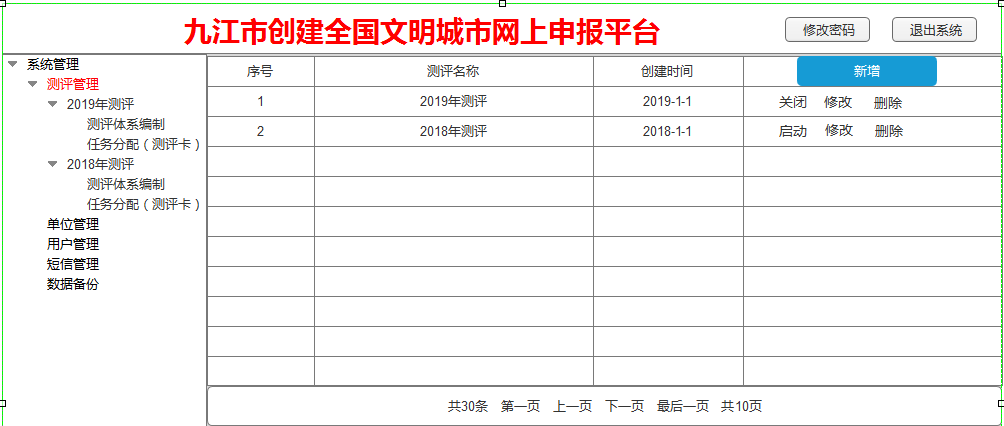 九江市创建全国文明城市网上申报平台
修改密码 退出系统
系统管理
测评管理
2019年测评
测评体系编制
任务分配（测评卡）
2018年测评
测评体系编制
任务分配（测评卡）
单位管理
用户管理
短信管理
数据备份
序号 测评名称 创建时间 新增
1 2019年测评 2019-1-1 关闭 修改 删除
2 2018年测评 2018-1-1 启动 修改 删除
共30条 第一页 上一页 下一页 最后一页 共10页